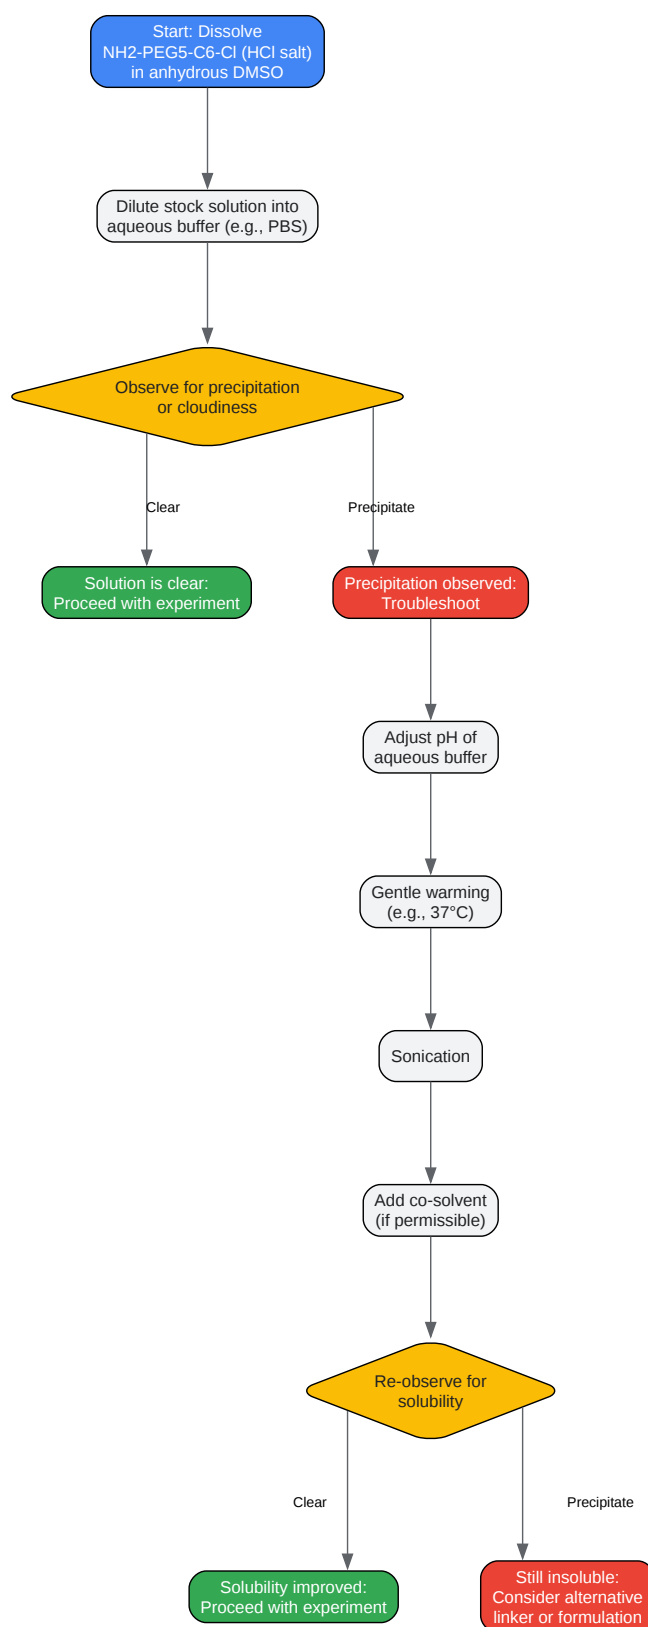 Start: Dissolve
NH2-PEG5-C6-Cl (HCl salt)
in anhydrous DMSO
Dilute stock solution into
aqueous buffer (e.g., PBS)
Observe for precipitation
or cloudiness
Clear
Precipitate
Solution is clear:
Proceed with experiment
Precipitation observed:
Troubleshoot
Adjust pH of
aqueous buffer
Gentle warming
(e.g., 37°C)
Sonication
Add co-solvent
(if permissible)
Re-observe for
solubility
Clear
Precipitate
Solubility improved:
Proceed with experiment
Still insoluble:
Consider alternative
linker or formulation